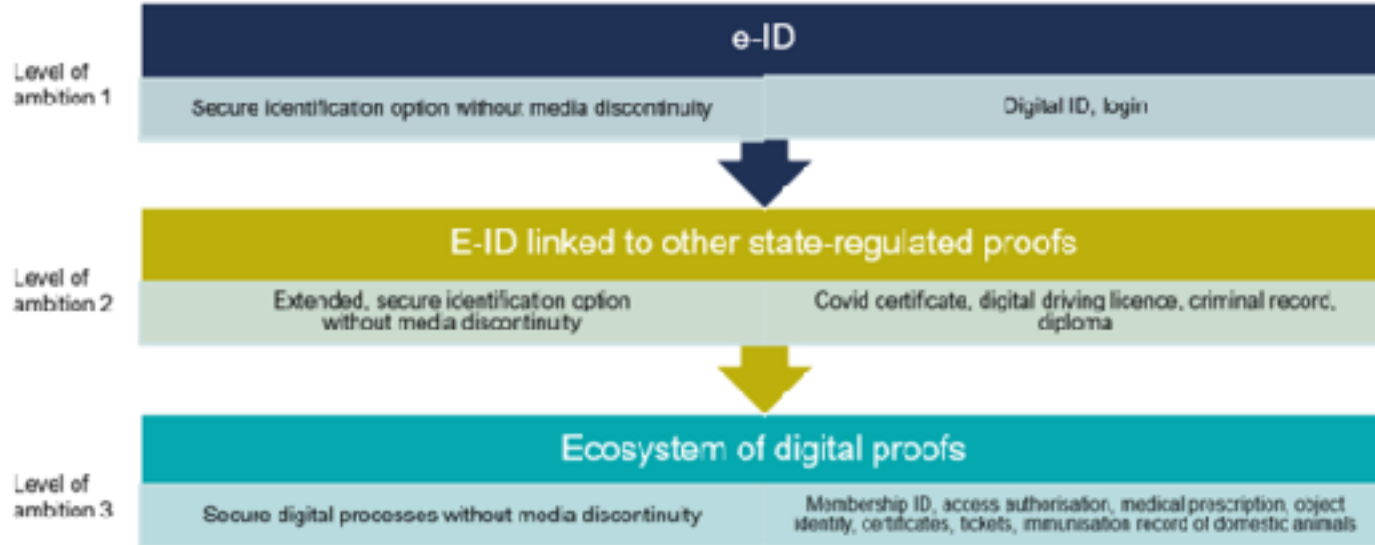 e-ID
Level of
ambition 1
Secure identification option without media discontinuity
Digital ID, login
E-ID linked to other state-regulated proofs
Level of
ambition 2
Extended, secure identification option
without media discontinuity
Covid certificate, digital driving licence, criminal record,
diploma
Ecosystem of digital proofs
Level of
ambition 3
Secure digital processes without media discontinuity
Membership ID, access authorisation, medical prescription, object
identity, certificates, tickets, immunisation record of domestic animals